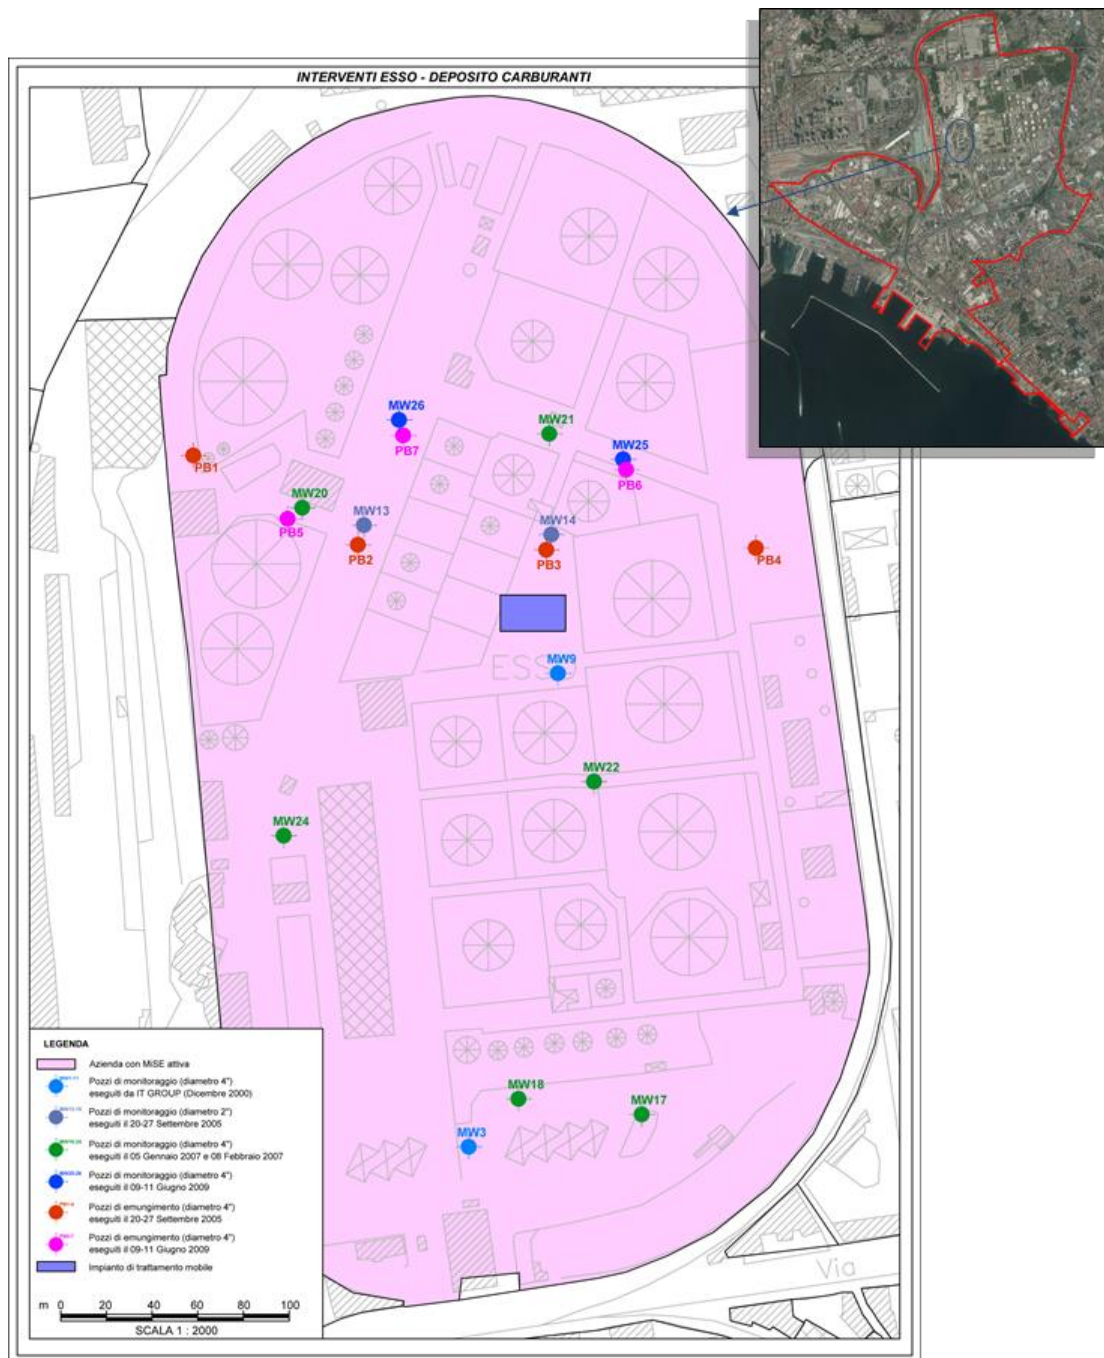 INTERVENTI ESSO - DEPOSITO CARBURANTI
MW26
PB7
MW21
MW25
PB6
PB1
MW20
PB5
MW13
PB2
MW14
PB3
PB4
ESSO
MW9
MW22
MW24
MW18
MW17
MW3
Via
LEGENDA
Azienda con MiSE attiva
Pozzi di monitoraggio (diametro 4")
eseguiti da IT GROUP (Dicembre 2000)
Pozzi di monitoraggio (diametro 2")
eseguiti il 20-27 Settembre 2005
Pozzi di monitoraggio (diametro 4")
eseguiti il 05 Gennaio 2007 e 08 Febbraio 2007
Pozzi di monitoraggio (diametro 4")
eseguiti il 09-11 Giugno 2009
Pozzi di emungimento (diametro 4")
eseguiti il 20-27 Settembre 2005
Pozzi di emungimento (diametro 4")
eseguiti il 09-11 Giugno 2009
Impianto di trattamento mobile
m 0 20 40 60 80 100
SCALA 1 : 2000